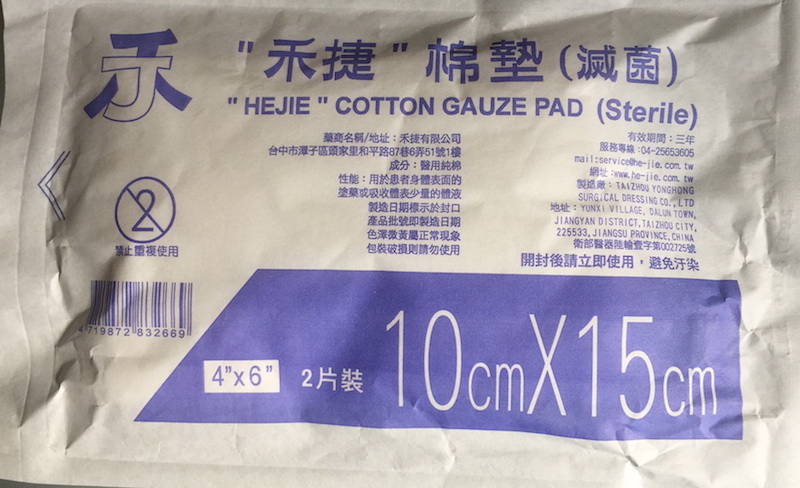 禾
"禾捷"棉墊(滅菌)
"HEJIE" COTTON GAUZE PAD (Sterile)
藥商名稱/地址：禾捷有限公司
台中市潭子區頭家里和平路87巷6弄51號1樓
成分：醫用純棉
性能：用於患者身體表面的
塗藥或吸收體表少量的體液
製造日期標示於封口
產品批號即製造日期
色澤微黃屬正常現象
包裝破損則請勿使用
有效期間：三年
服務專線：04-25653605
mail:service@he-jie.com.tw
網址:www.he-jie.com.tw
製造廠：TAIZHOU YONGHONG
SURGICAL DRESSING CO.,LTD
地址：YUNXI VILLAGE, DALUN TOWN,
JIANGYAN DISTRICT,TAIZHOU CITY,
225533, JIANGSU PROVINCE,CHINA
衛部醫器陸輸壹字第002725號
開封後請立即使用，避免汙染
2
禁止重複使用
4719872832669
4"x6"
2片裝
10cmX15cm